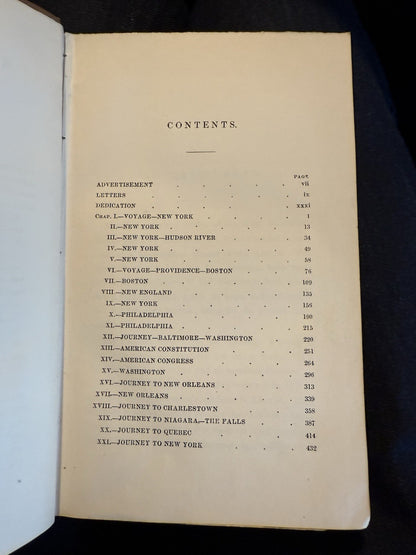 CONTENTS.
PAGE
ADVERTISEMENT . . . . . vii
LETTERS . . . . . . ix
DEDICATION . . . . . xxxi
CHAP. I.—VOYAGE—NEW YORK . . . . 1
II.—NEW YORK . . . . . 13
III.—NEW YORK—HUDSON RIVER . . . 34
IV.—NEW YORK . . . . . 49
V.—NEW YORK . . . . . 58
VI.—VOYAGE—PROVIDENCE—BOSTON . . . 76
VII.—BOSTON . . . . . 109
VIII.—NEW ENGLAND . . . . 135
IX.—NEW YORK . . . . . 156
X.—PHILADELPHIA . . . . 190
XI.—PHILADELPHIA . . . . 215
XII.—JOURNEY—BALTIMORE—WASHINGTON . . 220
XIII.—AMERICAN CONSTITUTION . . . 251
XIV.—AMERICAN CONGRESS . . . . 264
XV.—WASHINGTON . . . . . 296
XVI.—JOURNEY TO NEW ORLEANS . . . 313
XVII.—NEW ORLEANS . . . . . 339
XVIII.—JOURNEY TO CHARLESTOWN . . . 358
XIX.—JOURNEY TO NIAGARA—THE FALLS . . 387
XX.—JOURNEY TO QUEBEC . . . . 414
XXI.—JOURNEY TO NEW YORK . . . . 432